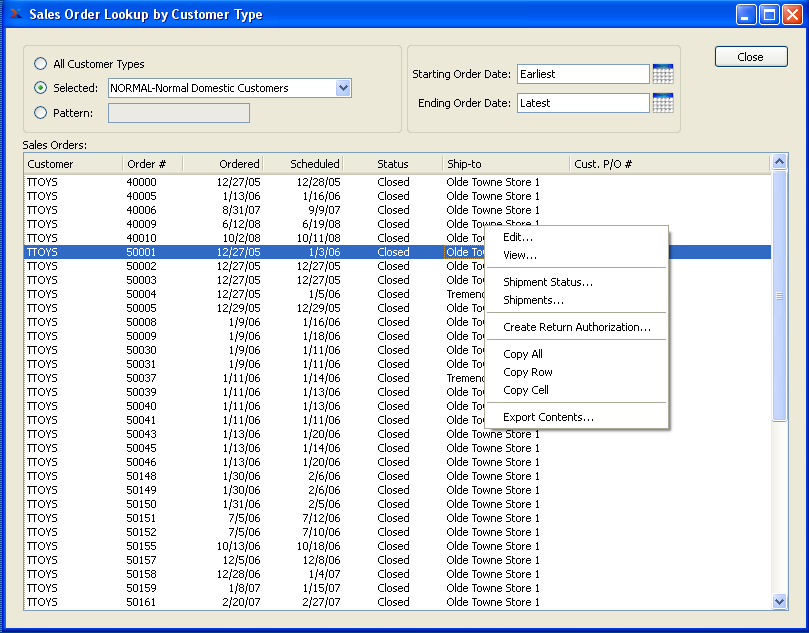 Sales Order Lookup by Customer Type
All Customer Types
Selected: NORMAL-Normal Domestic Customers
Pattern:
Starting Order Date: Earliest
Ending Order Date: Latest
Close
Sales Orders:
Customer Order # Ordered Scheduled Status Ship-to Cust. P/O #
TTOYS 40000 12/27/05 12/28/05 Closed Olde Towne Store 1
TTOYS 40005 1/13/06 1/16/06 Closed Olde Towne Store 1
TTOYS 40006 8/31/07 9/9/07 Closed Olde Towne Store 1
TTOYS 40009 6/12/08 6/19/08 Closed Olde Towne Store 1
TTOYS 40010 10/2/08 10/11/08 Closed Olde To
TTOYS 50001 12/27/05 1/3/06 Closed Olde To
TTOYS 50002 12/27/05 12/27/05 Closed Olde To
TTOYS 50003 12/27/05 12/27/05 Closed Olde To
TTOYS 50004 12/27/05 1/5/06 Closed Tremen
TTOYS 50005 12/29/05 12/29/05 Closed Olde To
TTOYS 50008 1/9/06 1/16/06 Closed Olde To
TTOYS 50009 1/9/06 1/18/06 Closed Olde To
TTOYS 50030 1/9/06 1/11/06 Closed Olde To
TTOYS 50031 1/9/06 1/11/06 Closed Olde To
TTOYS 50037 1/11/06 1/14/06 Closed Tremen
TTOYS 50039 1/11/06 1/13/06 Closed Olde To
TTOYS 50040 1/11/06 1/13/06 Closed Olde To
TTOYS 50041 1/11/06 1/11/06 Closed Olde To
TTOYS 50043 1/13/06 1/20/06 Closed Olde Towne Store 1
TTOYS 50045 1/13/06 1/14/06 Closed Olde Towne Store 1
TTOYS 50046 1/13/06 1/20/06 Closed Olde Towne Store 1
TTOYS 50148 1/30/06 2/6/06 Closed Olde Towne Store 1
TTOYS 50149 1/30/06 2/6/06 Closed Olde Towne Store 1
TTOYS 50150 1/31/06 2/5/06 Closed Olde Towne Store 1
TTOYS 50151 7/5/06 7/12/06 Closed Olde Towne Store 1
TTOYS 50152 7/5/06 7/10/06 Closed Olde Towne Store 1
TTOYS 50155 10/13/06 10/18/06 Closed Olde Towne Store 1
TTOYS 50157 12/5/06 12/8/06 Closed Olde Towne Store 1
TTOYS 50158 12/28/06 1/4/07 Closed Olde Towne Store 1
TTOYS 50159 1/8/07 1/15/07 Closed Olde Towne Store 1
TTOYS 50161 2/20/07 2/27/07 Closed Olde Towne Store 1
Edit...
View...
Shipment Status...
Shipments...
Create Return Authorization...
Copy All
Copy Row
Copy Cell
Export Contents...